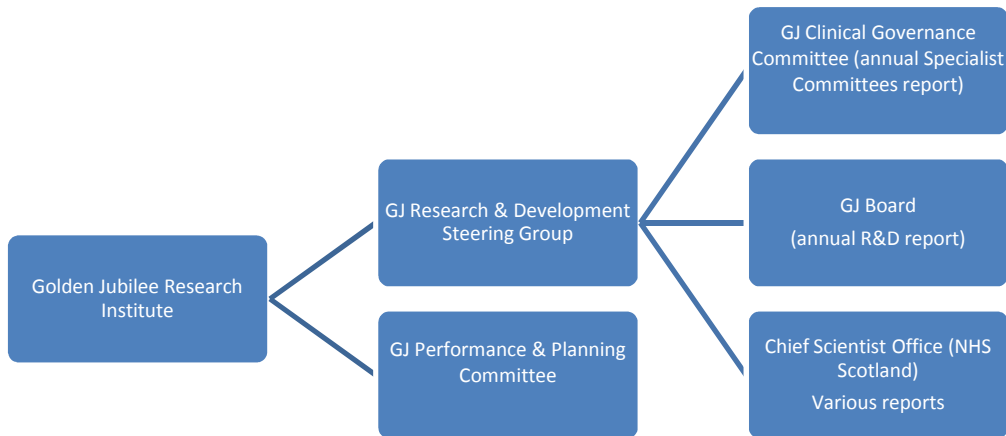 Golden Jubilee Research
Institute
GJ Research & Development
Steering Group
GJ Performance & Planning
Committee
GJ Clinical Governance
Committee (annual Specialist
Committees report)
GJ Board
(annual R&D report)
Chief Scientist Office (NHS
Scotland)
Various reports